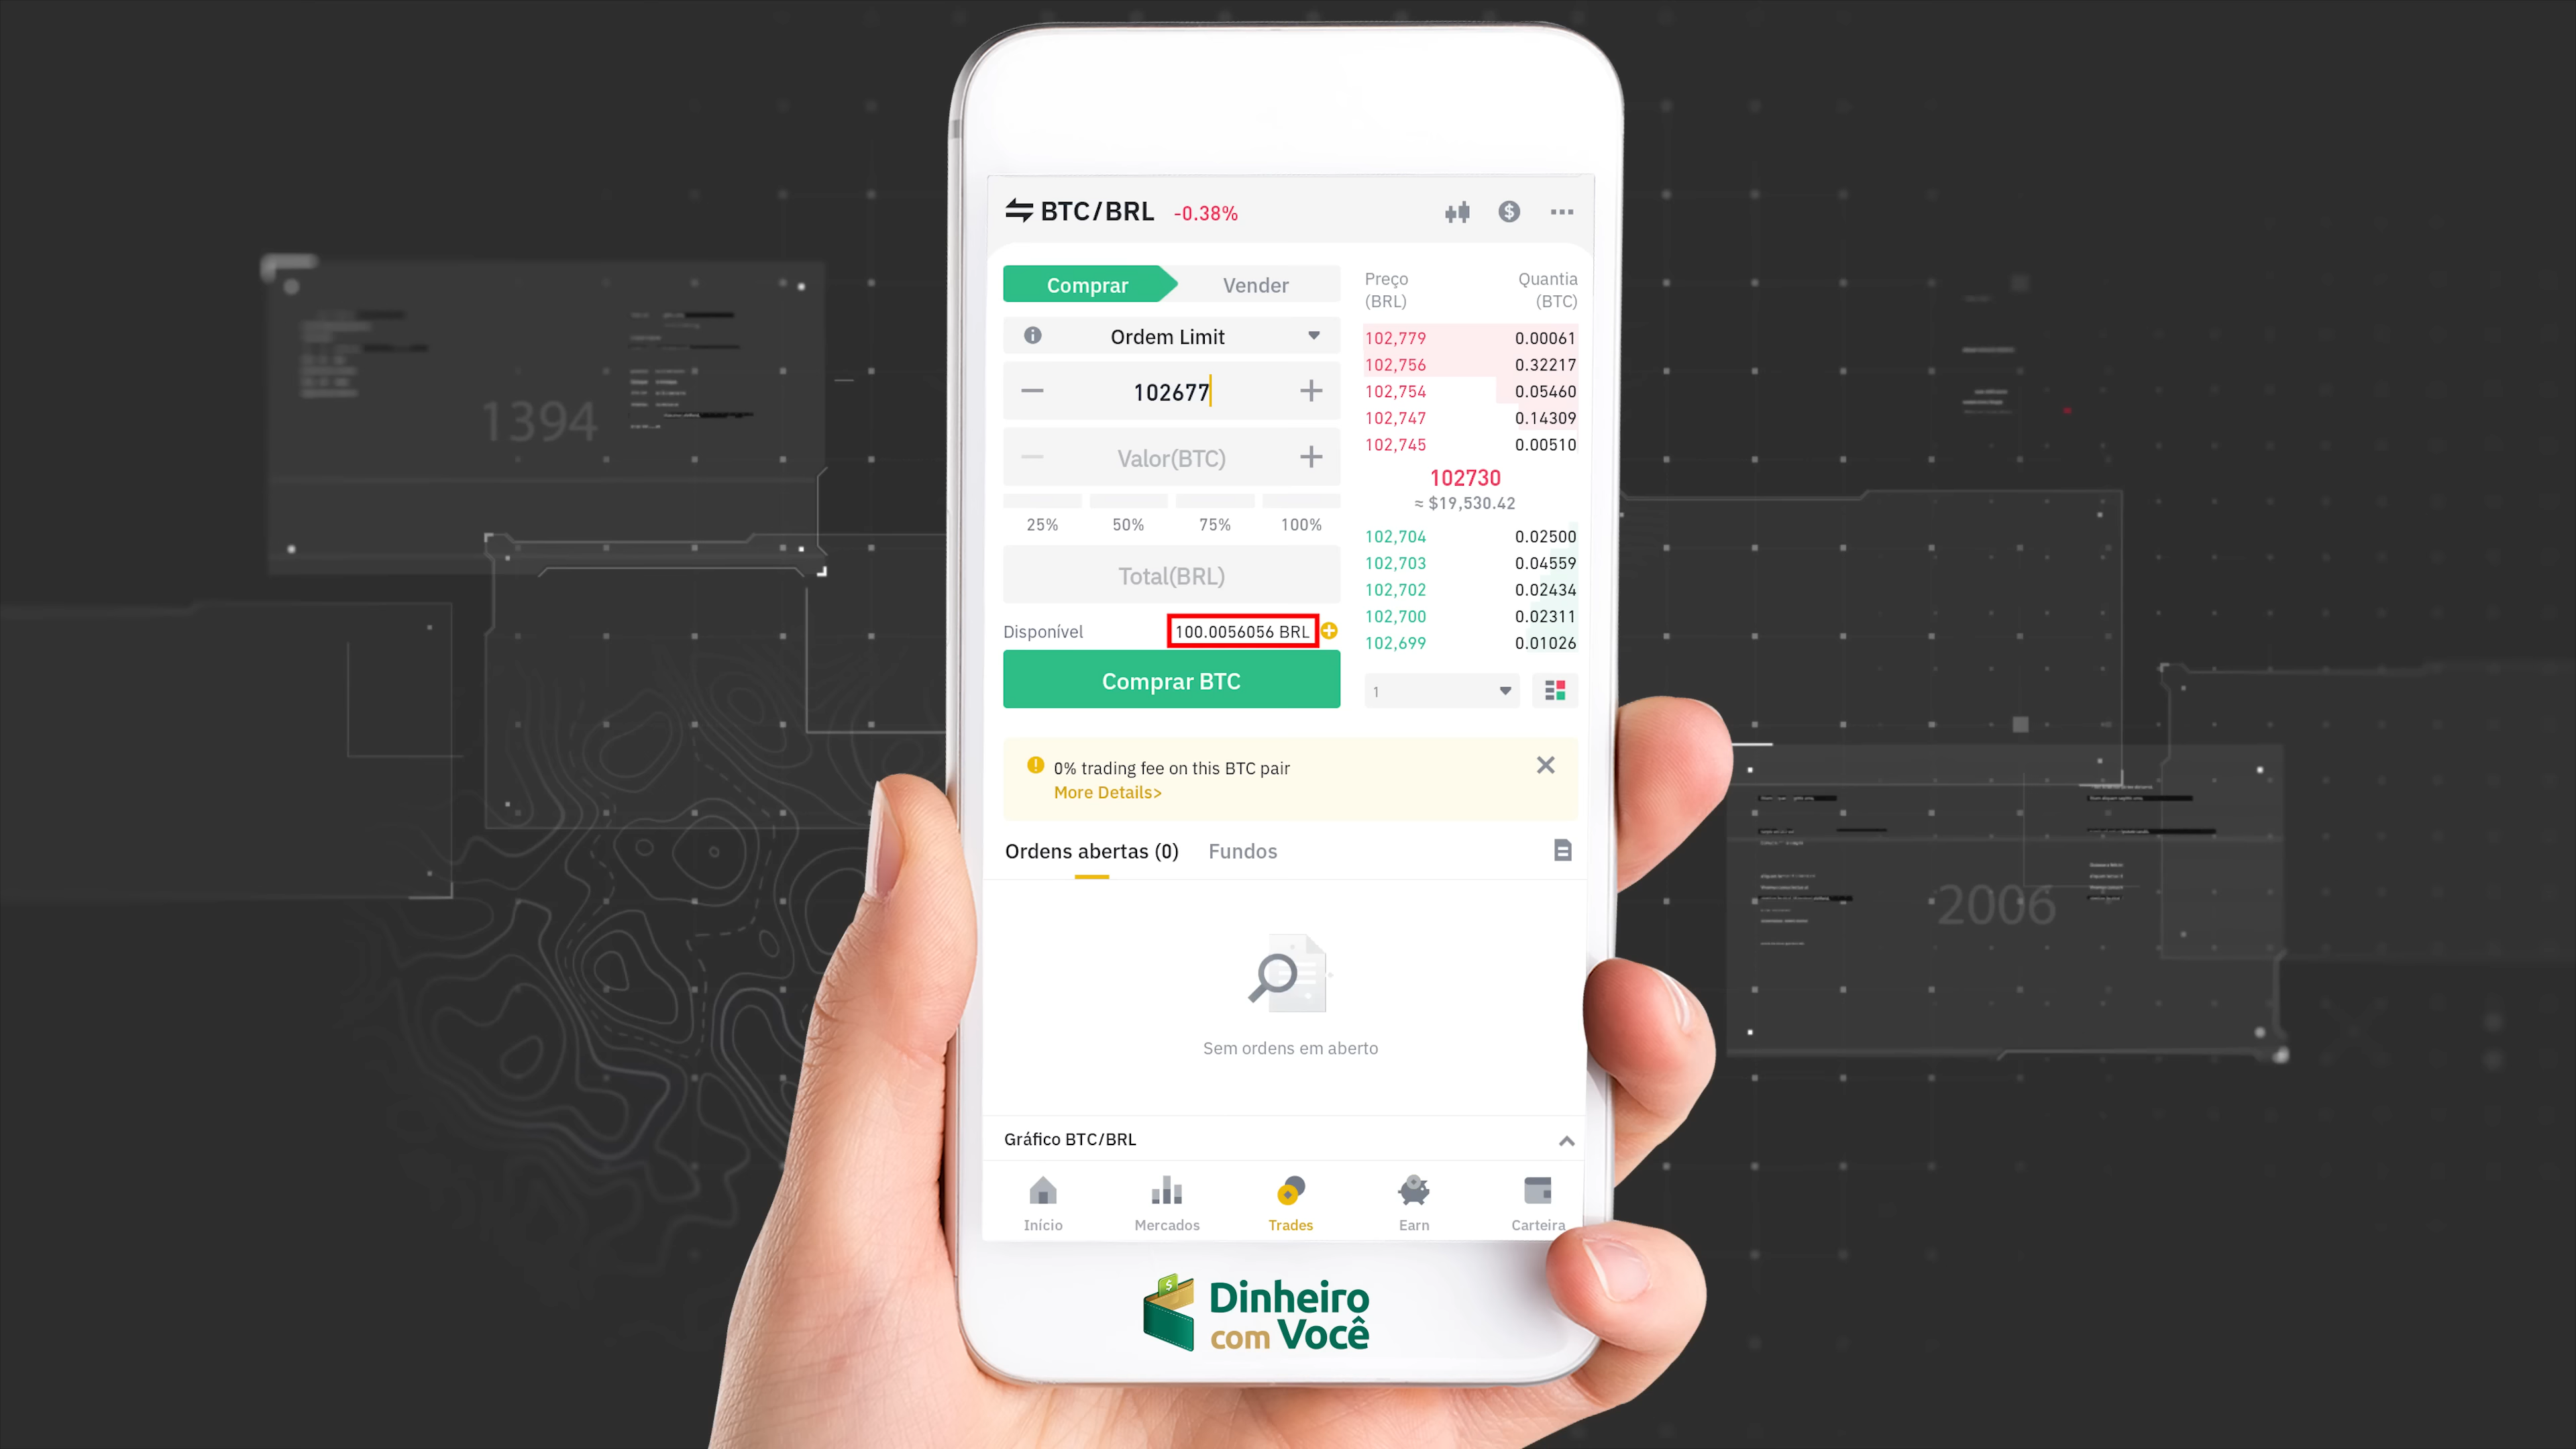 BTC/BRL -0.38%
Comprar Vender
Ordem Limit
102677
Valor(BTC)
25% 50% 75% 100%
Total(BRL)
Disponível 100.0056056 BRL
Comprar BTC
Preço Quantia
(BRL) (BTC)
102,779 0.00061
102,756 0.32217
102,754 0.05460
102,747 0.14309
102,745 0.00510
102730
≈ $19,530.42
102,704 0.02500
102,703 0.04559
102,702 0.02434
102,700 0.02311
102,699 0.01026
1
0% trading fee on this BTC pair
More Details>
Ordens abertas (0) Fundos
Sem ordens em aberto
Gráfico BTC/BRL
Início Mercados Trades Earn Carteira
Dinheiro
com Você
1394
2006